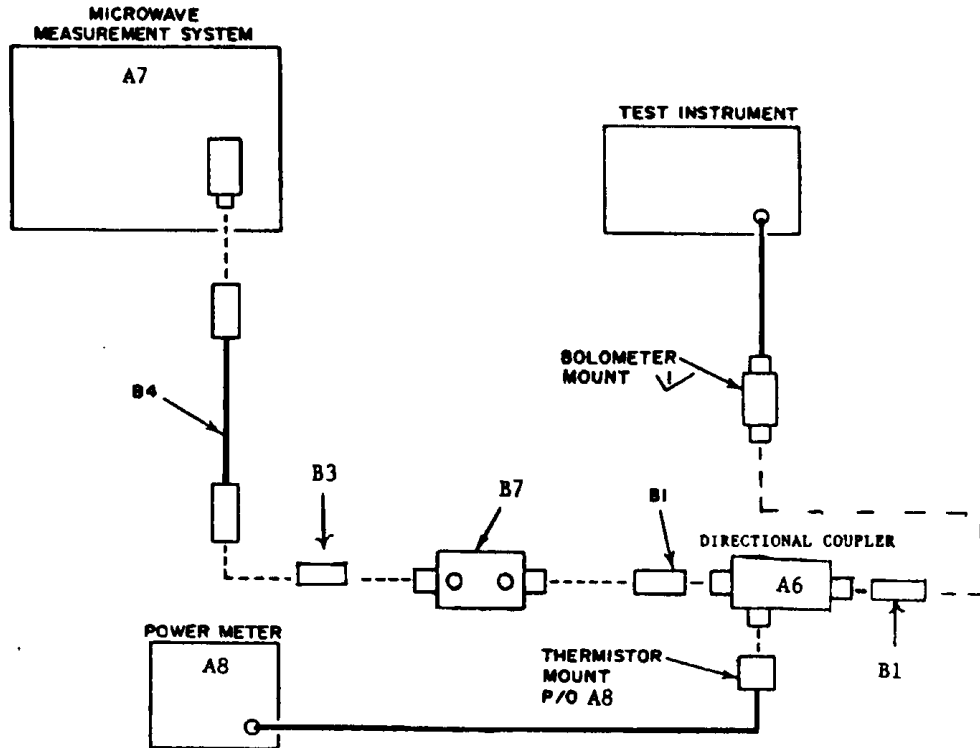 MICROWAVE
MEASUREMENT SYSTEM
A7
TEST INSTRUMENT
BOLOMETER
MOUNT 1
B4
B3
B7
B1
DIRECTIONAL COUPLER
A6
B1
POWER METER
A8
THERMISTOR
MOUNT
P/O A8